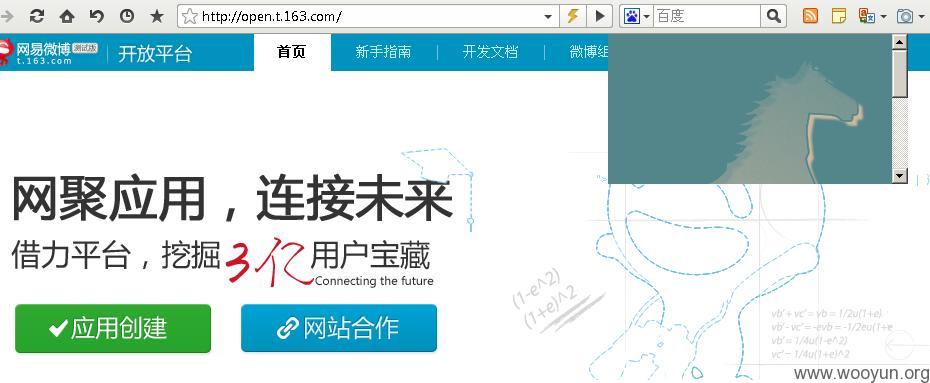 http://open.t.163.com/
百度
网易微博 测试版
t.163.com
开放平台
首页
新手指南
开发文档
微博组
网聚应用，连接未来
借力平台，挖掘3亿用户宝藏
Connecting the future
应用创建
网站合作
(1-e^2)
(1+e)^2
">
vb' + vc' = vb = 1/2u(1+e)
vb' - vc' = -evb = -1/2eu(1+e
vb' = 1/4u(1-e^2)
vc' = 1/4u(1+e)^2
www.wooyun.org